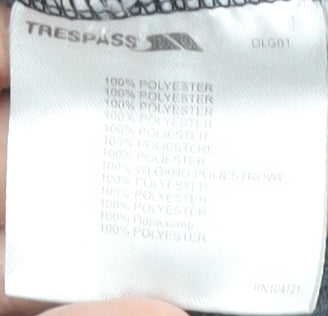 TRESPASS
DLG01
100% POLYESTER
100% POLYESTER
100% POLYESTER
100% POLYESTER
100% POLIESTER
100% POLIESTERE
100% POLIESTER
100% WŁÓKNO POLIESTROWE
100% POLYESTER
100% POLYESTER
100% POLYESTER
100% Полиэстер
100% POLYESTER
RN104121